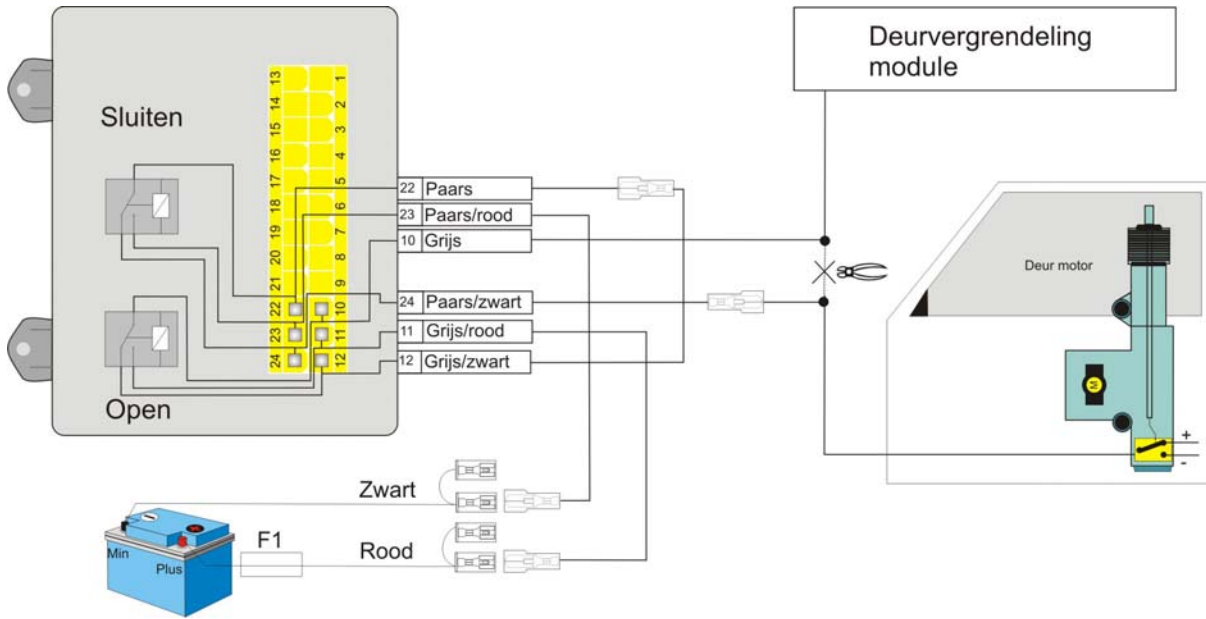 Deurvergrendeling
module
Sluiten
13 1
14 2
15 3
16 4
17 5
18 6
19 7
20 8
21 9
22 10
23 11
24 12
22 Paars
23 Paars/rood
10 Grijs
24 Paars/zwart
11 Grijs/rood
12 Grijs/zwart
Open
Deur motor
M
+
-
Zwart
F1
Rood
Min
Plus